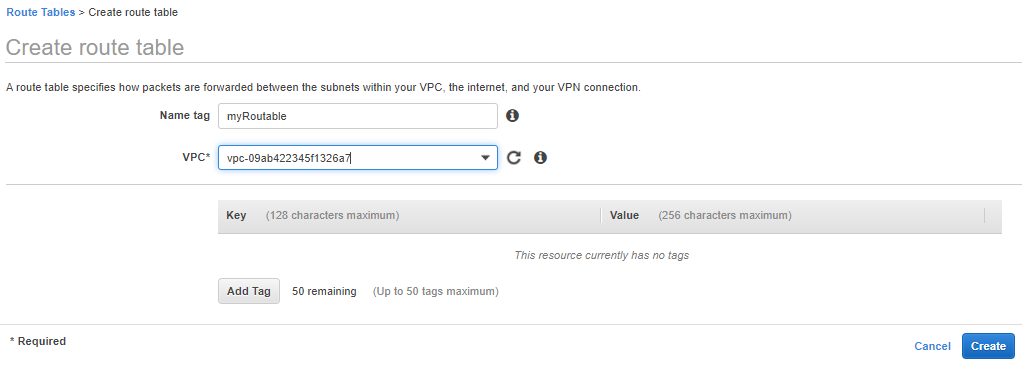 Route Tables > Create route table
Create route table
A route table specifies how packets are forwarded between the subnets within your VPC, the internet, and your VPN connection.
Name tag myRoutable
VPC* vpc-09ab422345f1326a7
Key (128 characters maximum) Value (256 characters maximum)
This resource currently has no tags
Add Tag 50 remaining (Up to 50 tags maximum)
* Required Cancel Create